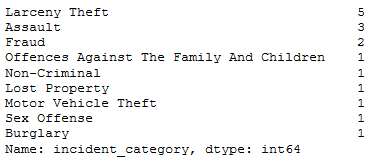 Larceny Theft 5
Assault 3
Fraud 2
Offences Against The Family And Children 1
Non-Criminal 1
Lost Property 1
Motor Vehicle Theft 1
Sex Offense 1
Burglary 1
Name: incident_category, dtype: int64